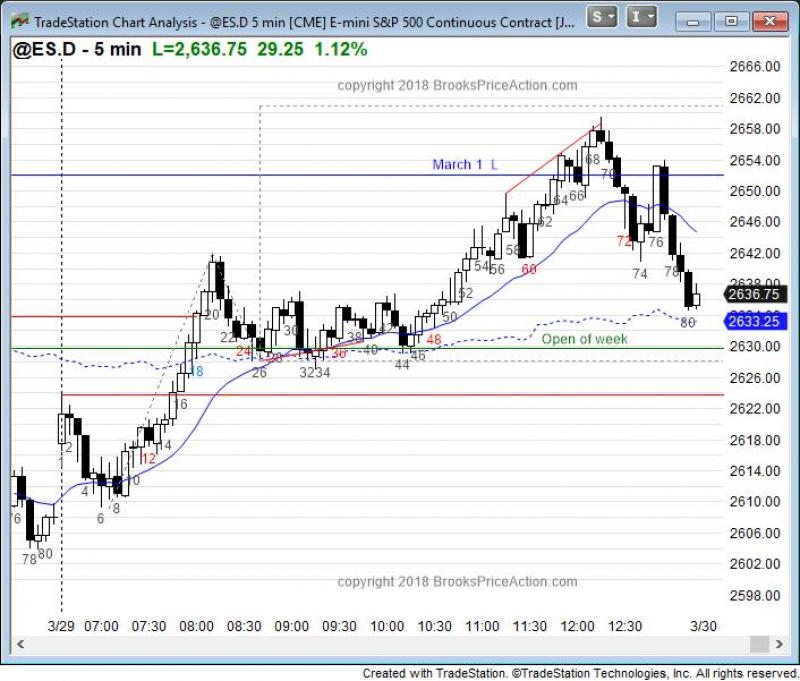 TradeStation Chart Analysis - @ES.D 5 min [CME] E-mini S&P 500 Continuous Contract [J...
S I
@ES.D - 5 min L=2,636.75 29.25 1.12%
copyright 2018 BrooksPriceAction.com
2666.00
2662.00
2658.00
2654.00
2650.00
2646.00
2642.00
2638.00
2636.75
2633.25
2630.00
2626.00
2622.00
2618.00
2614.00
2610.00
2606.00
2602.00
2598.00
March 1 L
Open of week
76 78 80 2 4 6 8 10 12 14 16 18 20 22 24 26 28 30 32 34 36 38 40 44 46 48 50 52 54 56 58 60 62 64 66 68 70 72 74 76 78 80
copyright 2018 BrooksPriceAction.com
3/29 07:00 07:30 08:00 08:30 09:00 09:30 10:00 10:30 11:00 11:30 12:00 12:30 3/30
Created with TradeStation. ©TradeStation Technologies, Inc. All rights reserved.